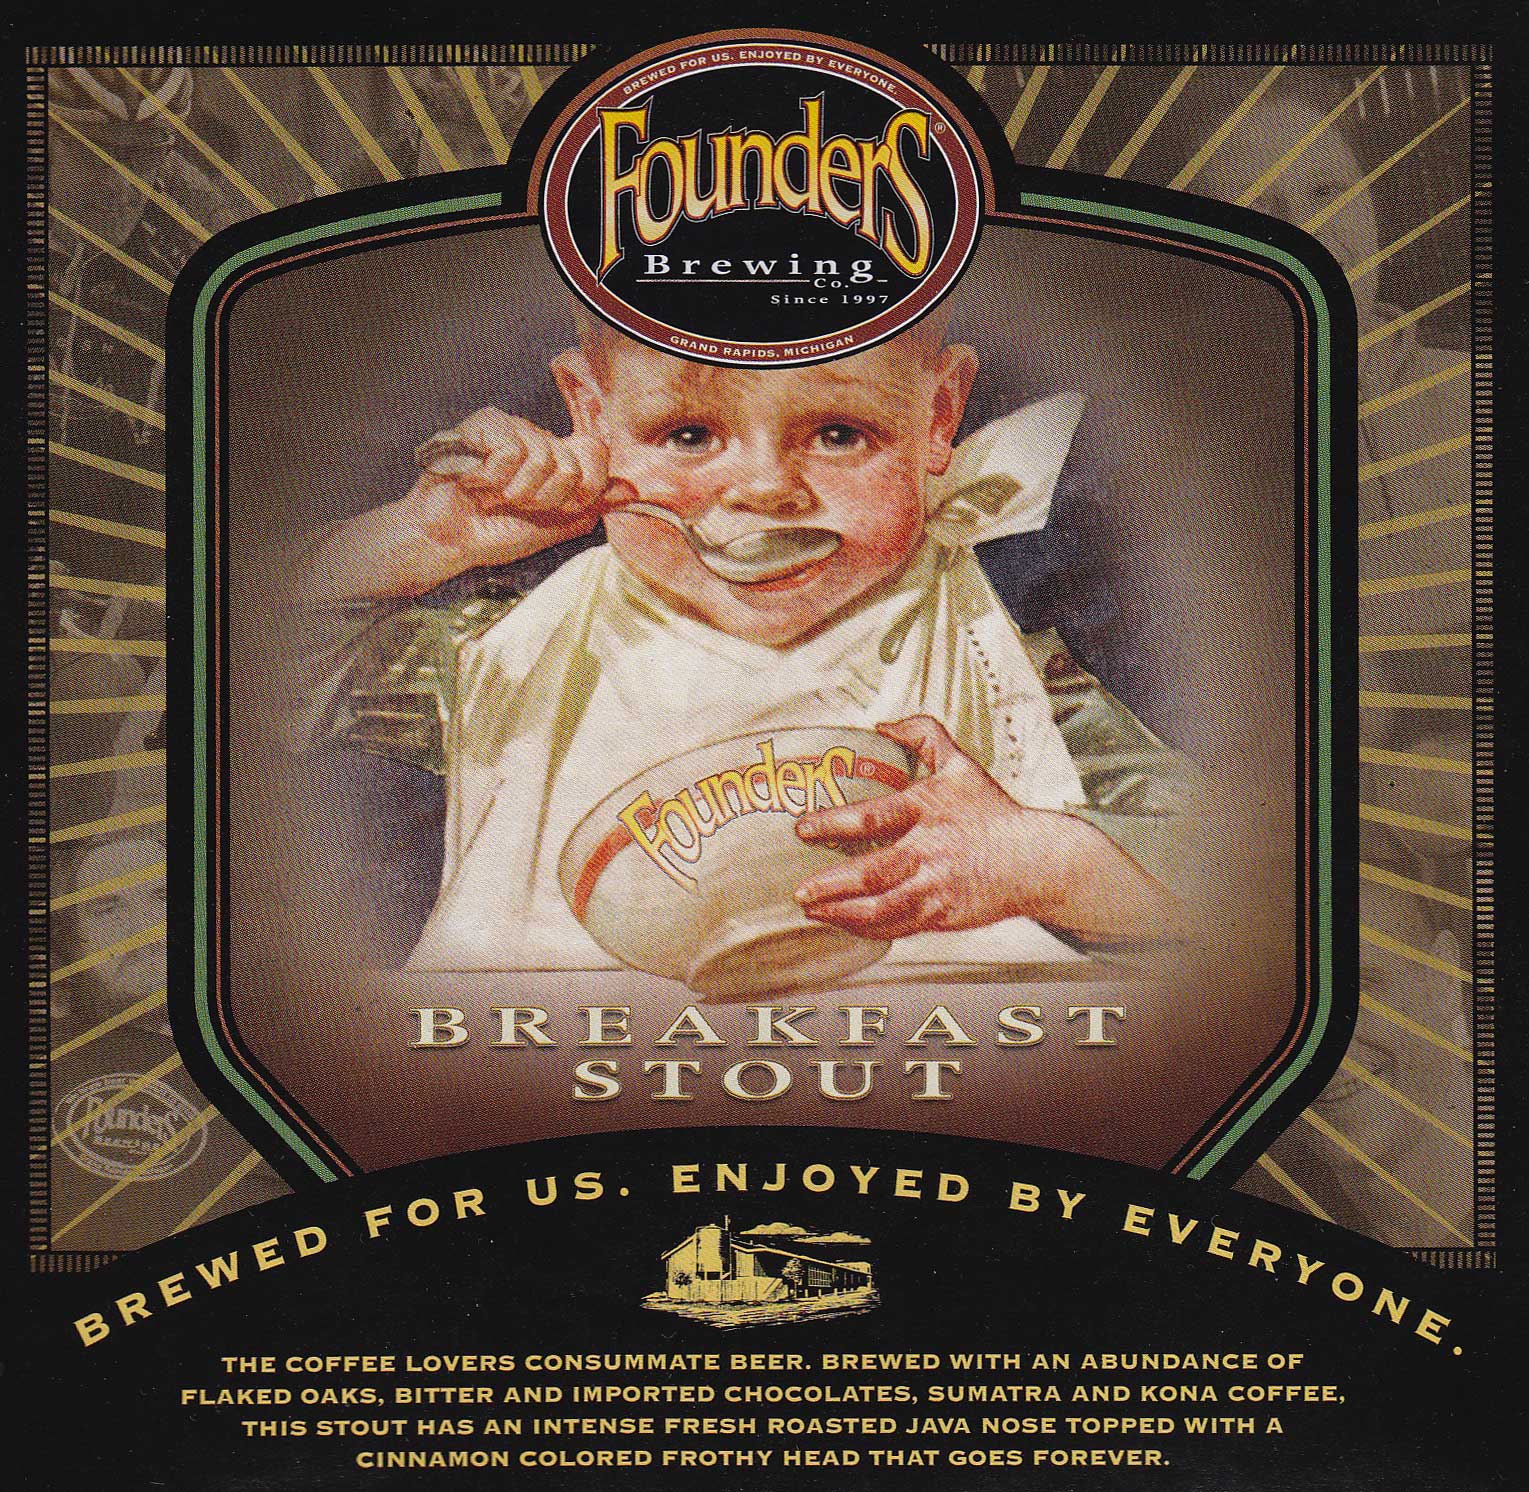 BREWED FOR US. ENJOYED BY EVERYONE.
Founders®
Brewing
Co.
Since 1997
GRAND RAPIDS, MICHIGAN
Founders®
BREAKFAST
STOUT
Founders
BREWING
BREWED FOR US. ENJOYED BY EVERYONE.
THE COFFEE LOVERS CONSUMMATE BEER. BREWED WITH AN ABUNDANCE OF
FLAKED OAKS, BITTER AND IMPORTED CHOCOLATES, SUMATRA AND KONA COFFEE,
THIS STOUT HAS AN INTENSE FRESH ROASTED JAVA NOSE TOPPED WITH A
CINNAMON COLORED FROTHY HEAD THAT GOES FOREVER.